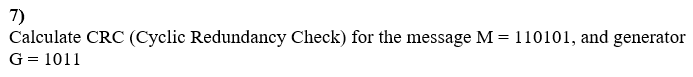 7)
Calculate CRC (Cyclic Redundancy Check) for the message M = 110101, and generator
G = 1011